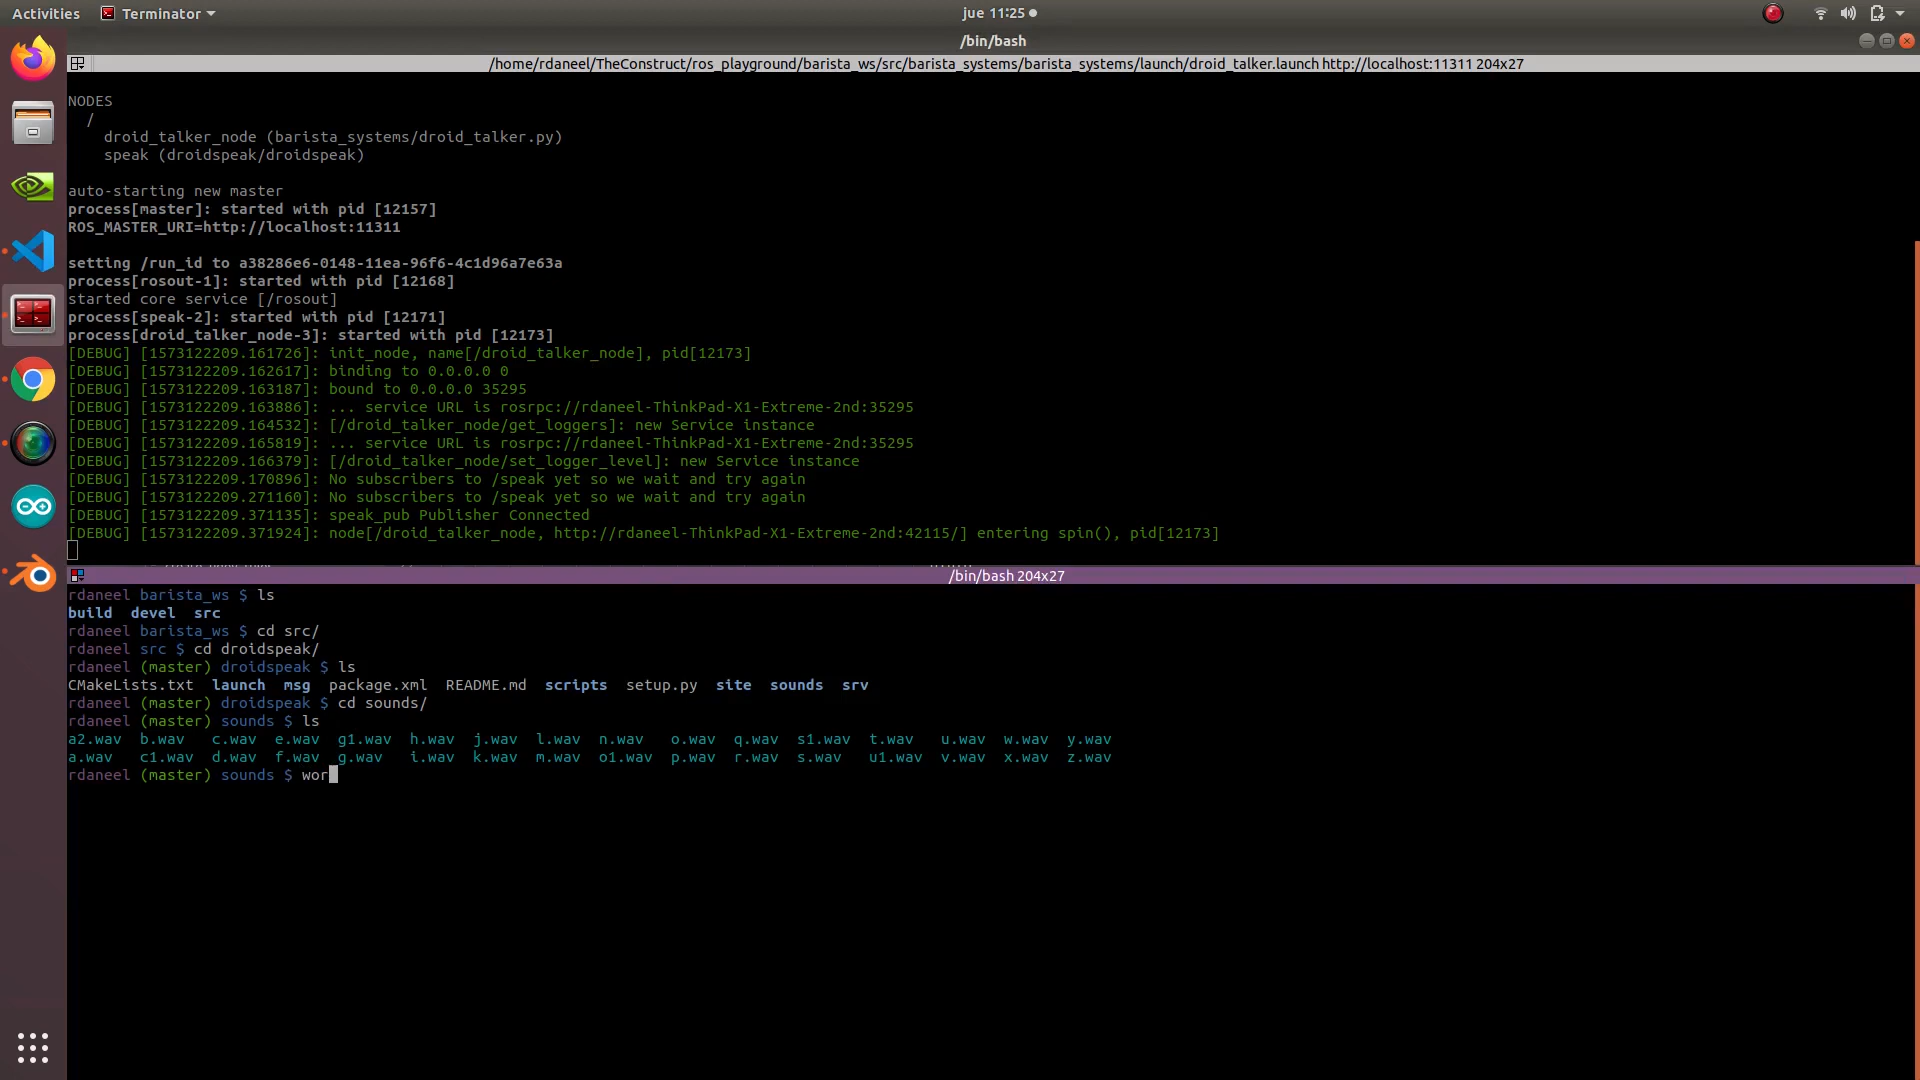 Activities Terminator jue 11:25
/bin/bash
/home/rdaneel/TheConstruct/ros_playground/barista_ws/src/barista_systems/barista_systems/launch/droid_talker.launch http://localhost:11311 204x27
NODES
/
droid_talker_node (barista_systems/droid_talker.py)
speak (droidspeak/droidspeak)
auto-starting new master
process[master]: started with pid [12157]
ROS_MASTER_URI=http://localhost:11311
setting /run_id to a38286e6-0148-11ea-96f6-4c1d96a7e63a
process[rosout-1]: started with pid [12168]
started core service [/rosout]
process[speak-2]: started with pid [12171]
process[droid_talker_node-3]: started with pid [12173]
[DEBUG] [1573122209.161726]: init_node, name[/droid_talker_node], pid[12173]
[DEBUG] [1573122209.162617]: binding to 0.0.0.0 0
[DEBUG] [1573122209.163187]: bound to 0.0.0.0 35295
[DEBUG] [1573122209.163886]: ... service URL is rosrpc://rdaneel-ThinkPad-X1-Extreme-2nd:35295
[DEBUG] [1573122209.164532]: [/droid_talker_node/get_loggers]: new Service instance
[DEBUG] [1573122209.165819]: ... service URL is rosrpc://rdaneel-ThinkPad-X1-Extreme-2nd:35295
[DEBUG] [1573122209.166379]: [/droid_talker_node/set_logger_level]: new Service instance
[DEBUG] [1573122209.170896]: No subscribers to /speak yet so we wait and try again
[DEBUG] [1573122209.271160]: No subscribers to /speak yet so we wait and try again
[DEBUG] [1573122209.371135]: speak_pub Publisher Connected
[DEBUG] [1573122209.371924]: node[/droid_talker_node, http://rdaneel-ThinkPad-X1-Extreme-2nd:42115/] entering spin(), pid[12173]
/bin/bash 204x27
rdaneel barista_ws $ ls
build devel src
rdaneel barista_ws $ cd src/
rdaneel src $ cd droidspeak/
rdaneel (master) droidspeak $ ls
CMakeLists.txt launch msg package.xml README.md scripts setup.py site sounds srv
rdaneel (master) droidspeak $ cd sounds/
rdaneel (master) sounds $ ls
a2.wav b.wav c.wav e.wav g1.wav h.wav j.wav l.wav n.wav o.wav q.wav s1.wav t.wav u.wav w.wav y.wav
a.wav c1.wav d.wav f.wav g.wav i.wav k.wav m.wav o1.wav p.wav r.wav s.wav u1.wav v.wav x.wav z.wav
rdaneel (master) sounds $ wor